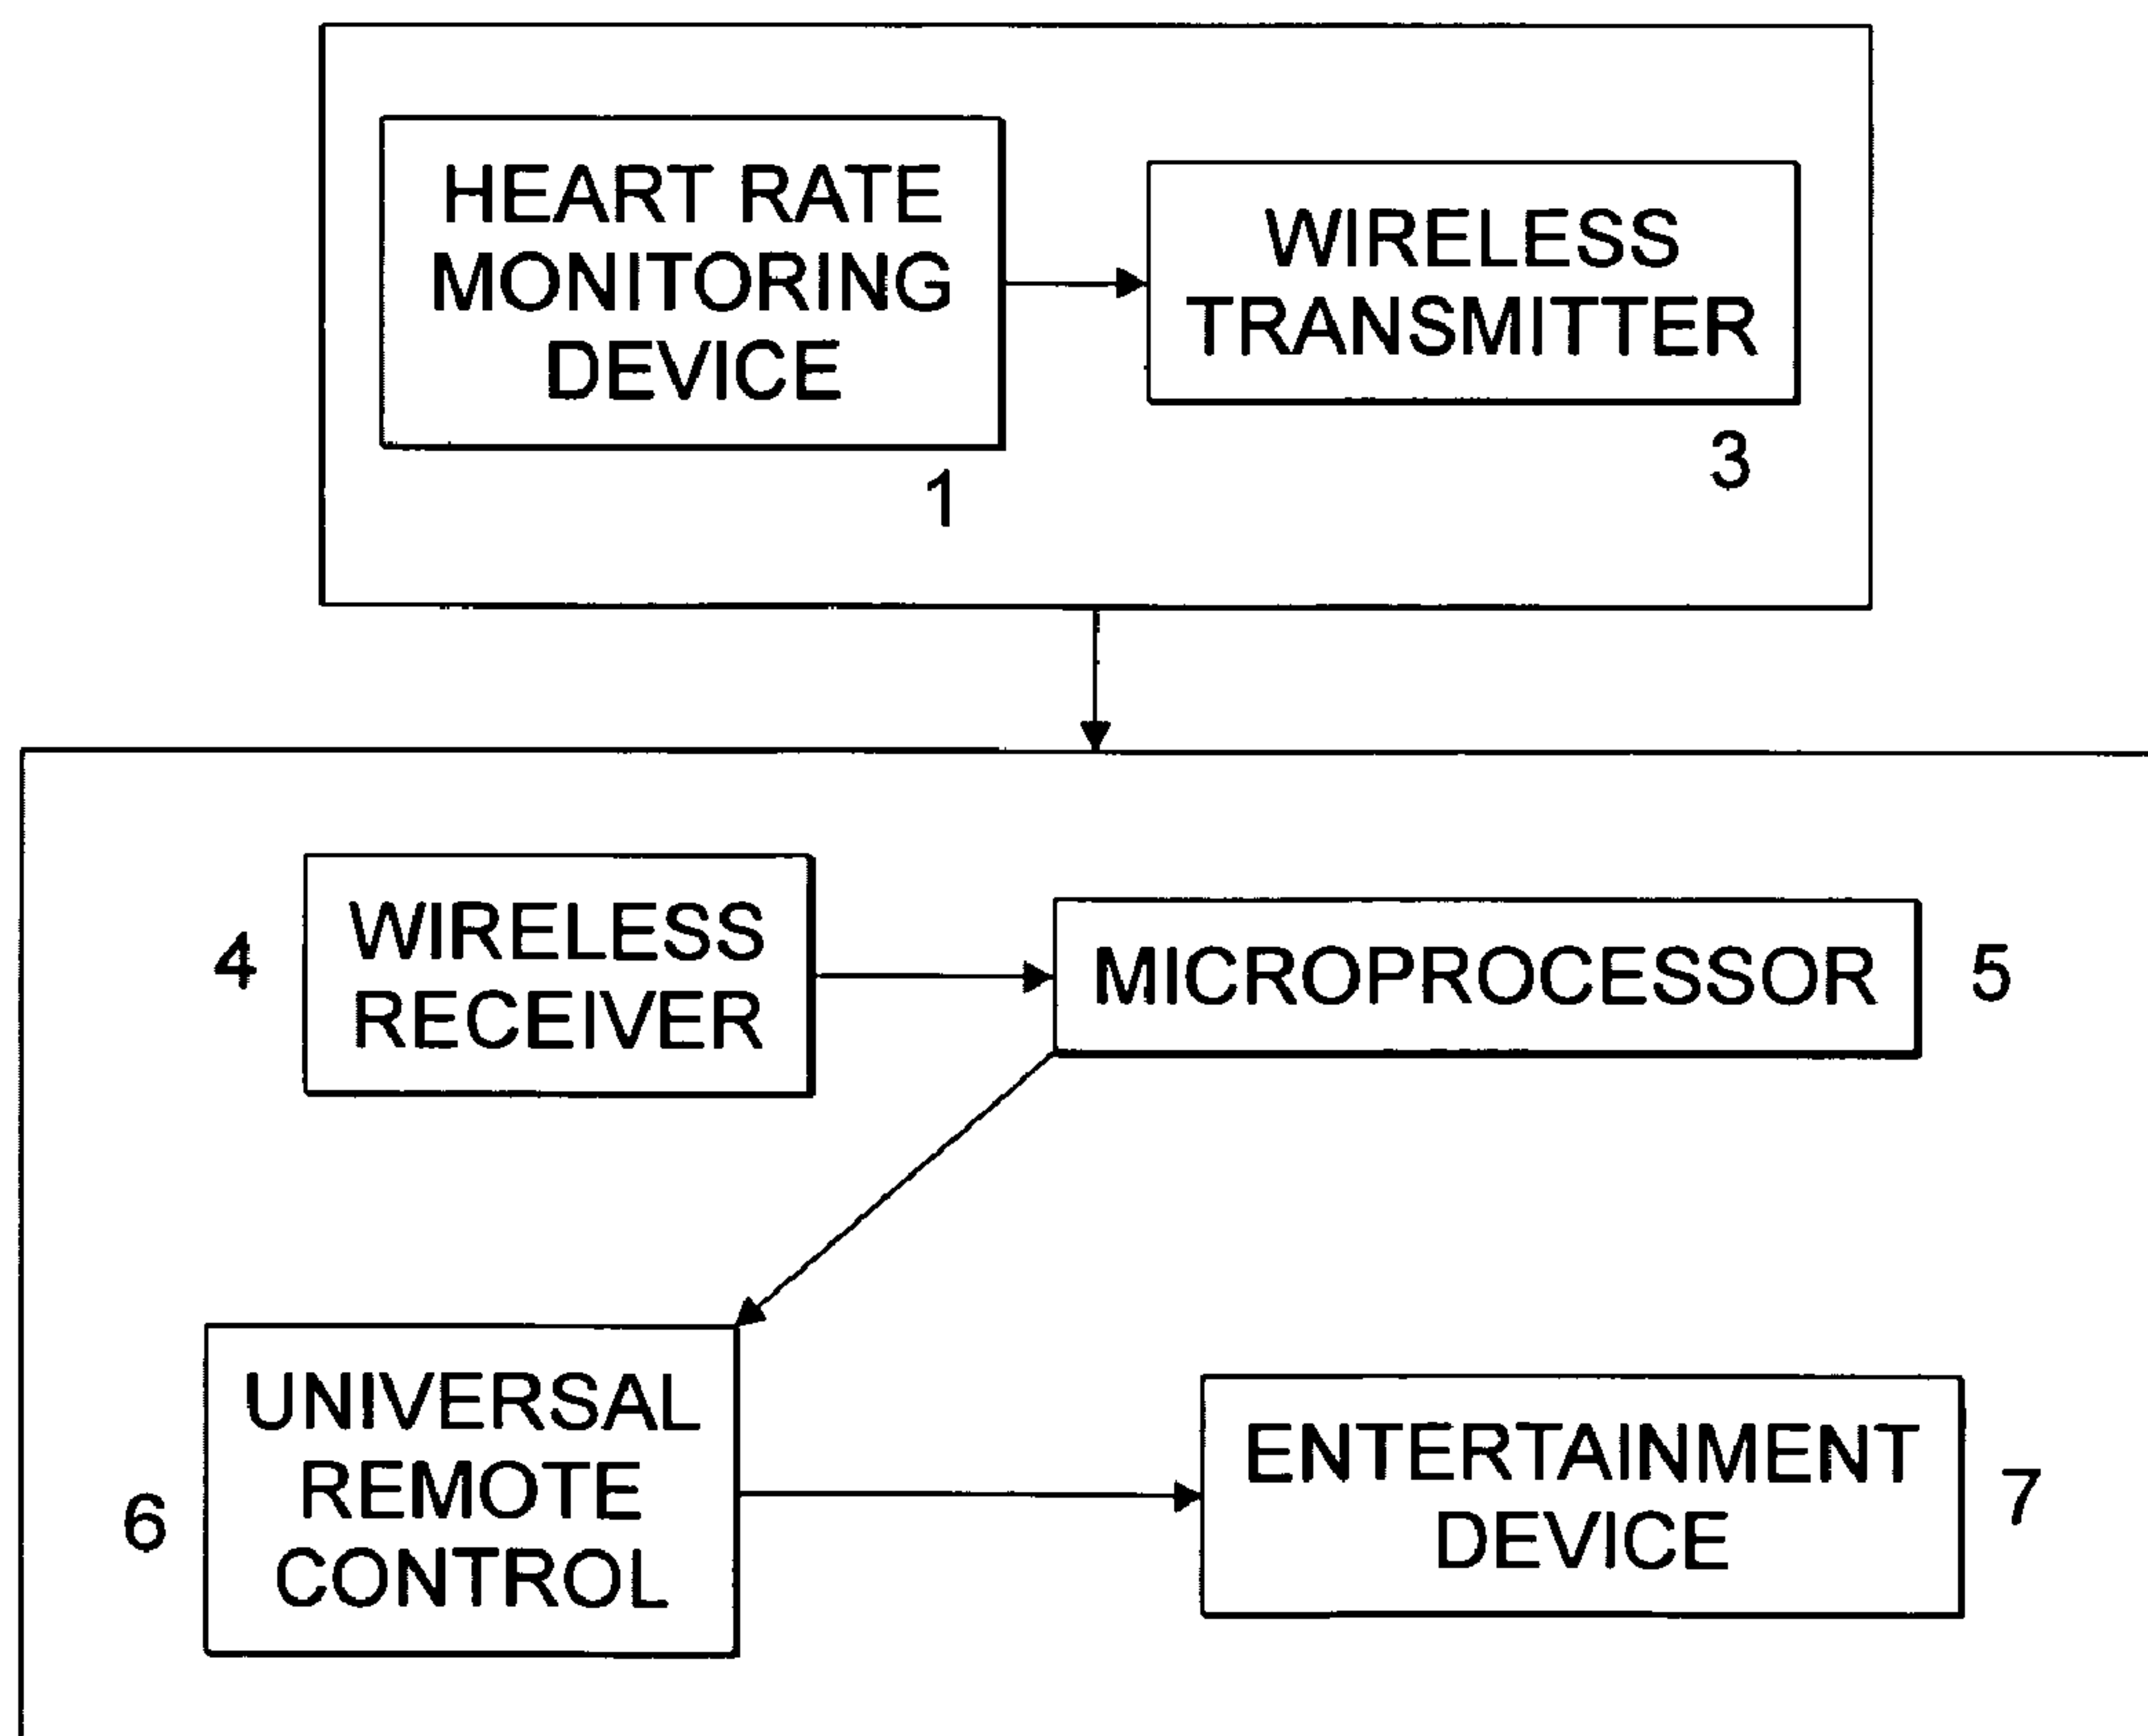 HEART RATE
MONITORING
DEVICE
1
WIRELESS
TRANSMITTER
3
4
WIRELESS
RECEIVER
MICROPROCESSOR
5
6
UNIVERSAL
REMOTE
CONTROL
ENTERTAINMENT
DEVICE
7